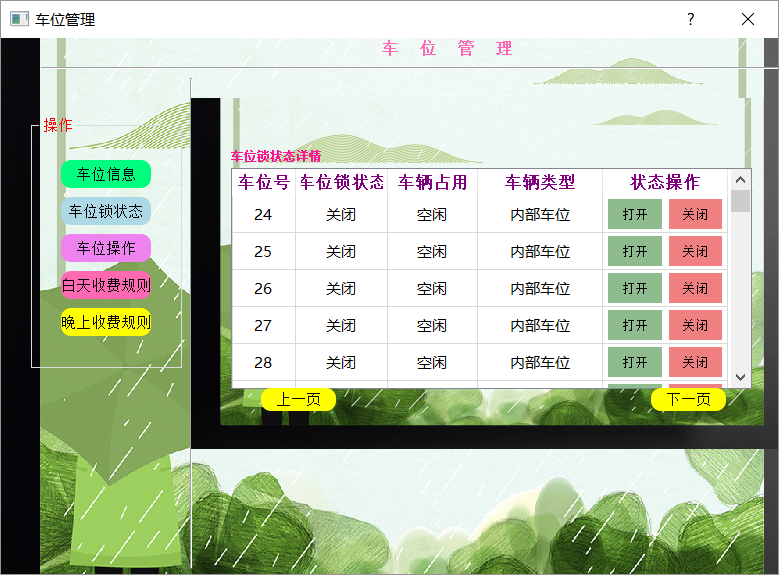 车位管理
?
车 位 管 理
操作
车位信息
车位锁状态
车位操作
白天收费规则
晚上收费规则
车位锁状态详情
车位号 车位锁状态 车辆占用 车辆类型 状态操作
24 关闭 空闲 内部车位 打开 关闭
25 关闭 空闲 内部车位 打开 关闭
26 关闭 空闲 内部车位 打开 关闭
27 关闭 空闲 内部车位 打开 关闭
28 关闭 空闲 内部车位 打开 关闭
上一页 下一页